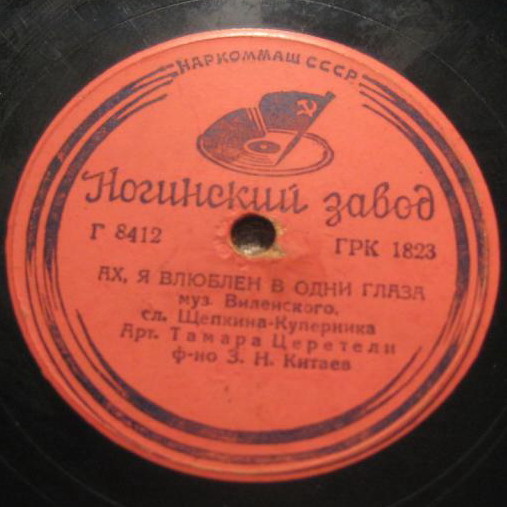 НАРКОММАШ СССР
Ногинский завод
Г 8412 ГРК 1823
АХ, Я ВЛЮБЛЕН В ОДНИ ГЛАЗА
муз. Виленского,
сл. Щепкина-Куперника
Арт. Тамара Церетели
ф-но З. Н. Китаев